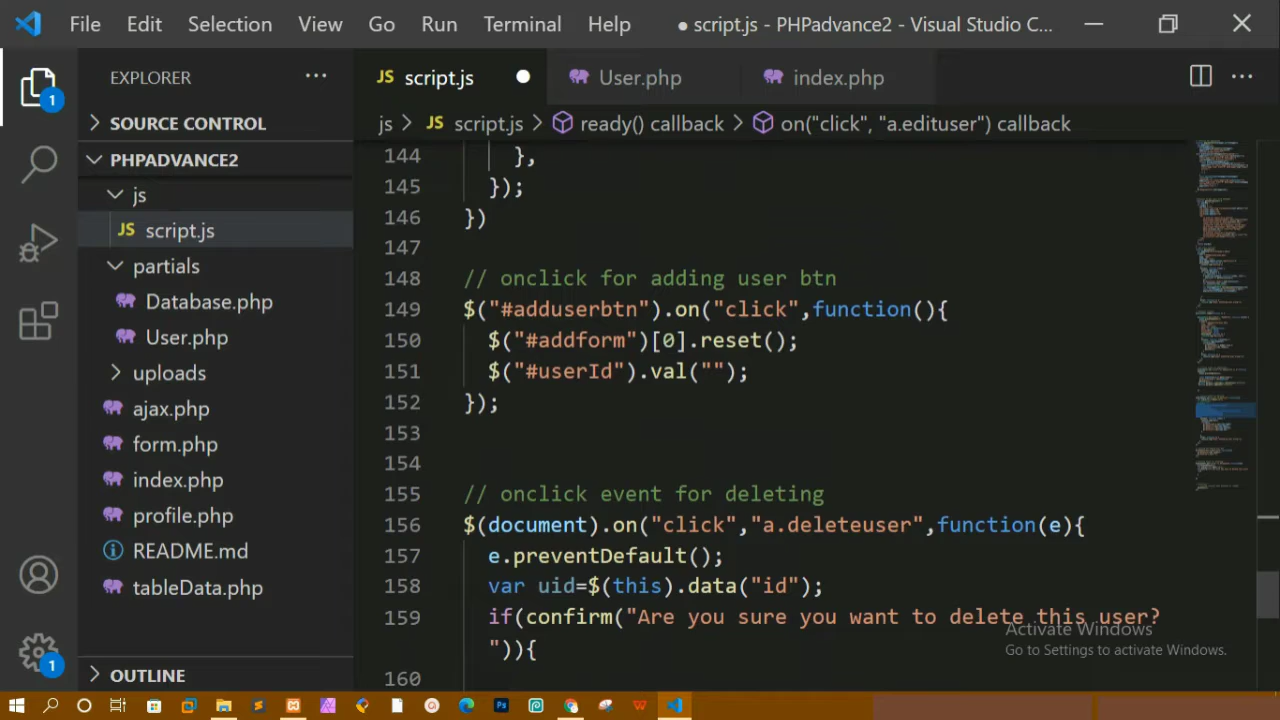 File Edit Selection View Go Run Terminal Help ● script.js - PHPadvance2 - Visual Studio C...
EXPLORER ...
1
SOURCE CONTROL
PHPADVANCE2
js
JS script.js
partials
Database.php
User.php
uploads
ajax.php
form.php
index.php
profile.php
README.md
tableData.php
OUTLINE
1
JS script.js ● User.php index.php ...
js > JS script.js > ready() callback > on("click", "a.edituser") callback
144 },
145 });
146 })
147
148 // onclick for adding user btn
149 $("#adduserbtn").on("click",function(){
150 $("#addform")[0].reset();
151 $("#userId").val("");
152 });
153
154
155 // onclick event for deleting
156 $(document).on("click","a.deleteuser",function(e){
157 e.preventDefault();
158 var uid=$(this).data("id");
159 if(confirm("Are you sure you want to delete this user?
")){
160
Activate Windows
Go to Settings to activate Windows.